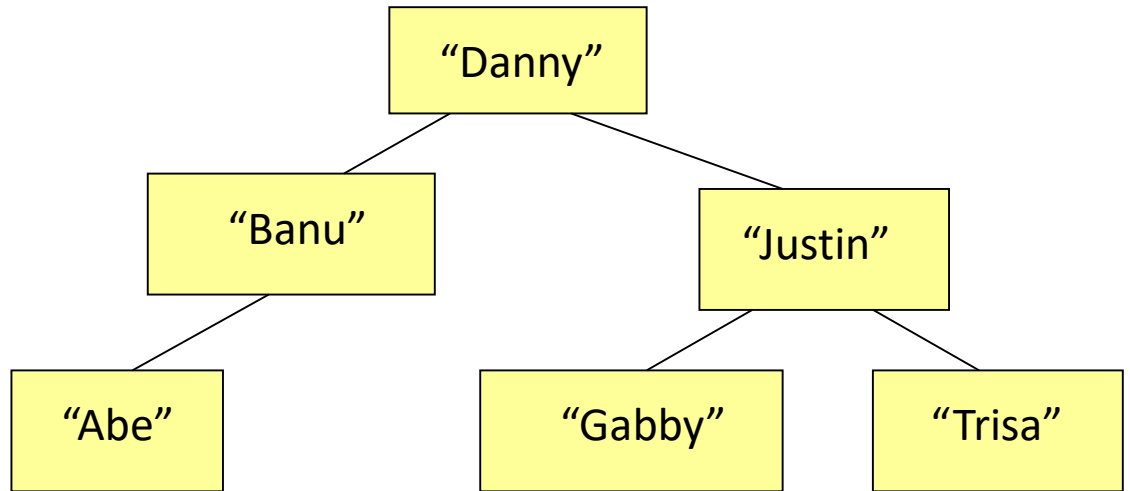 “Danny”
“Banu”
“Justin”
“Abe”
“Gabby”
“Trisa”